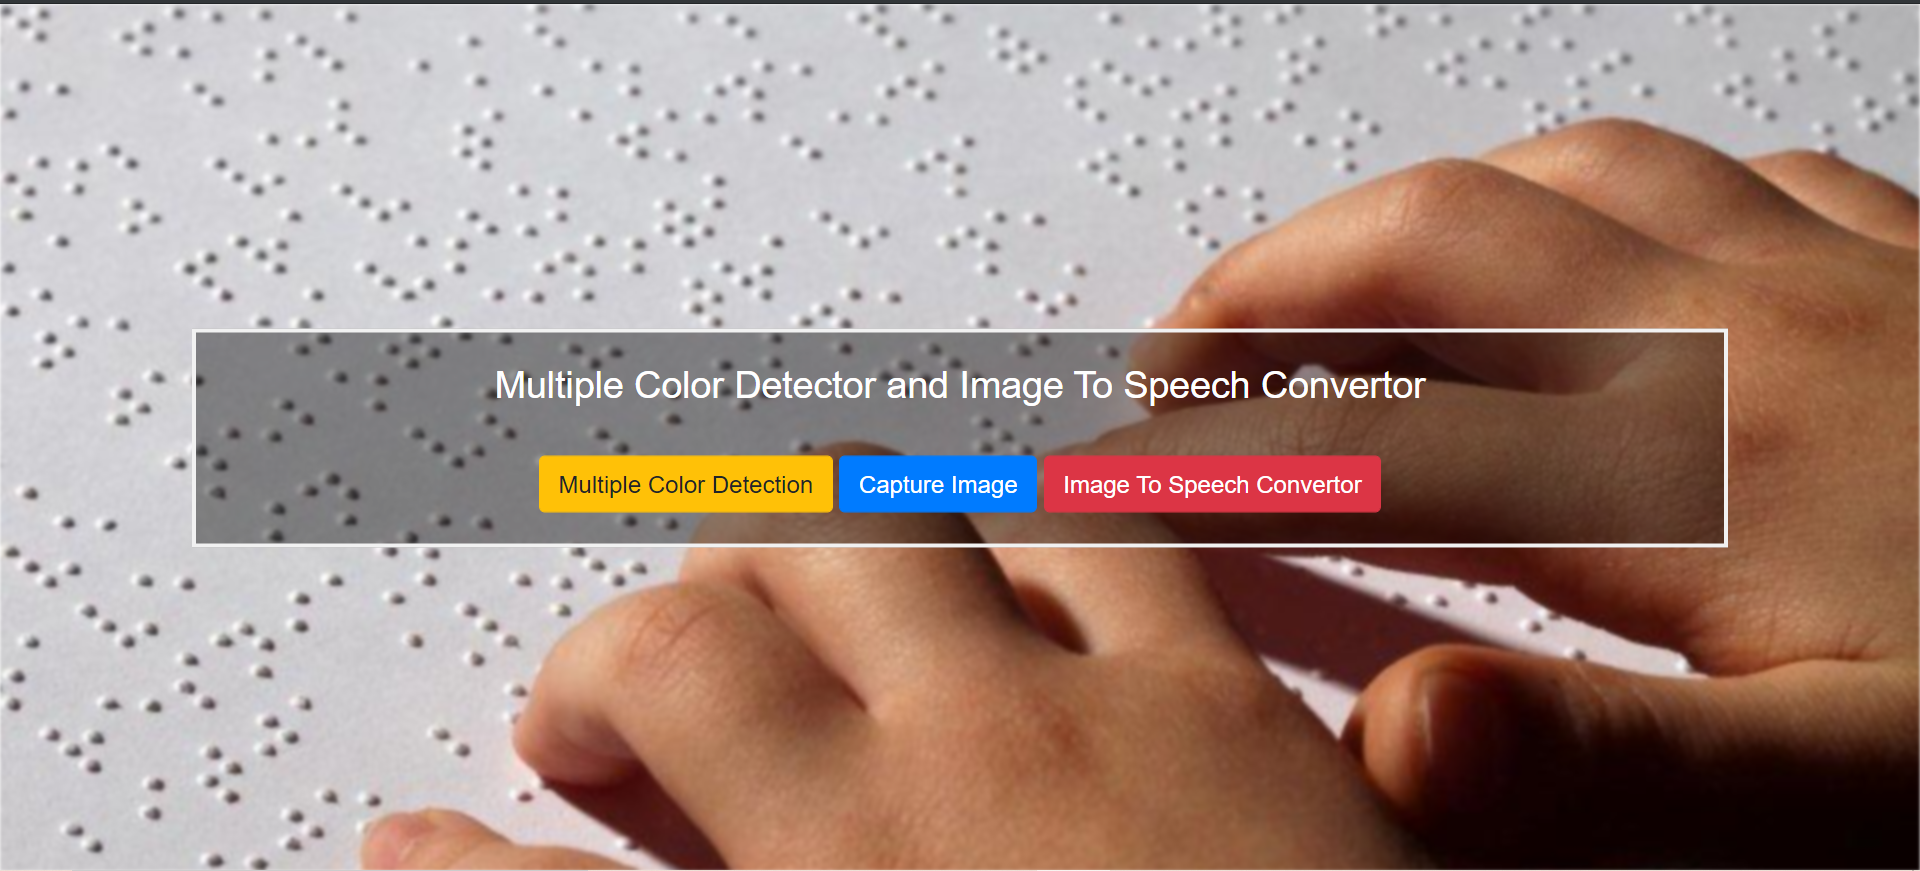 Multiple Color Detector and Image To Speech Convertor
Multiple Color Detection Capture Image Image To Speech Convertor